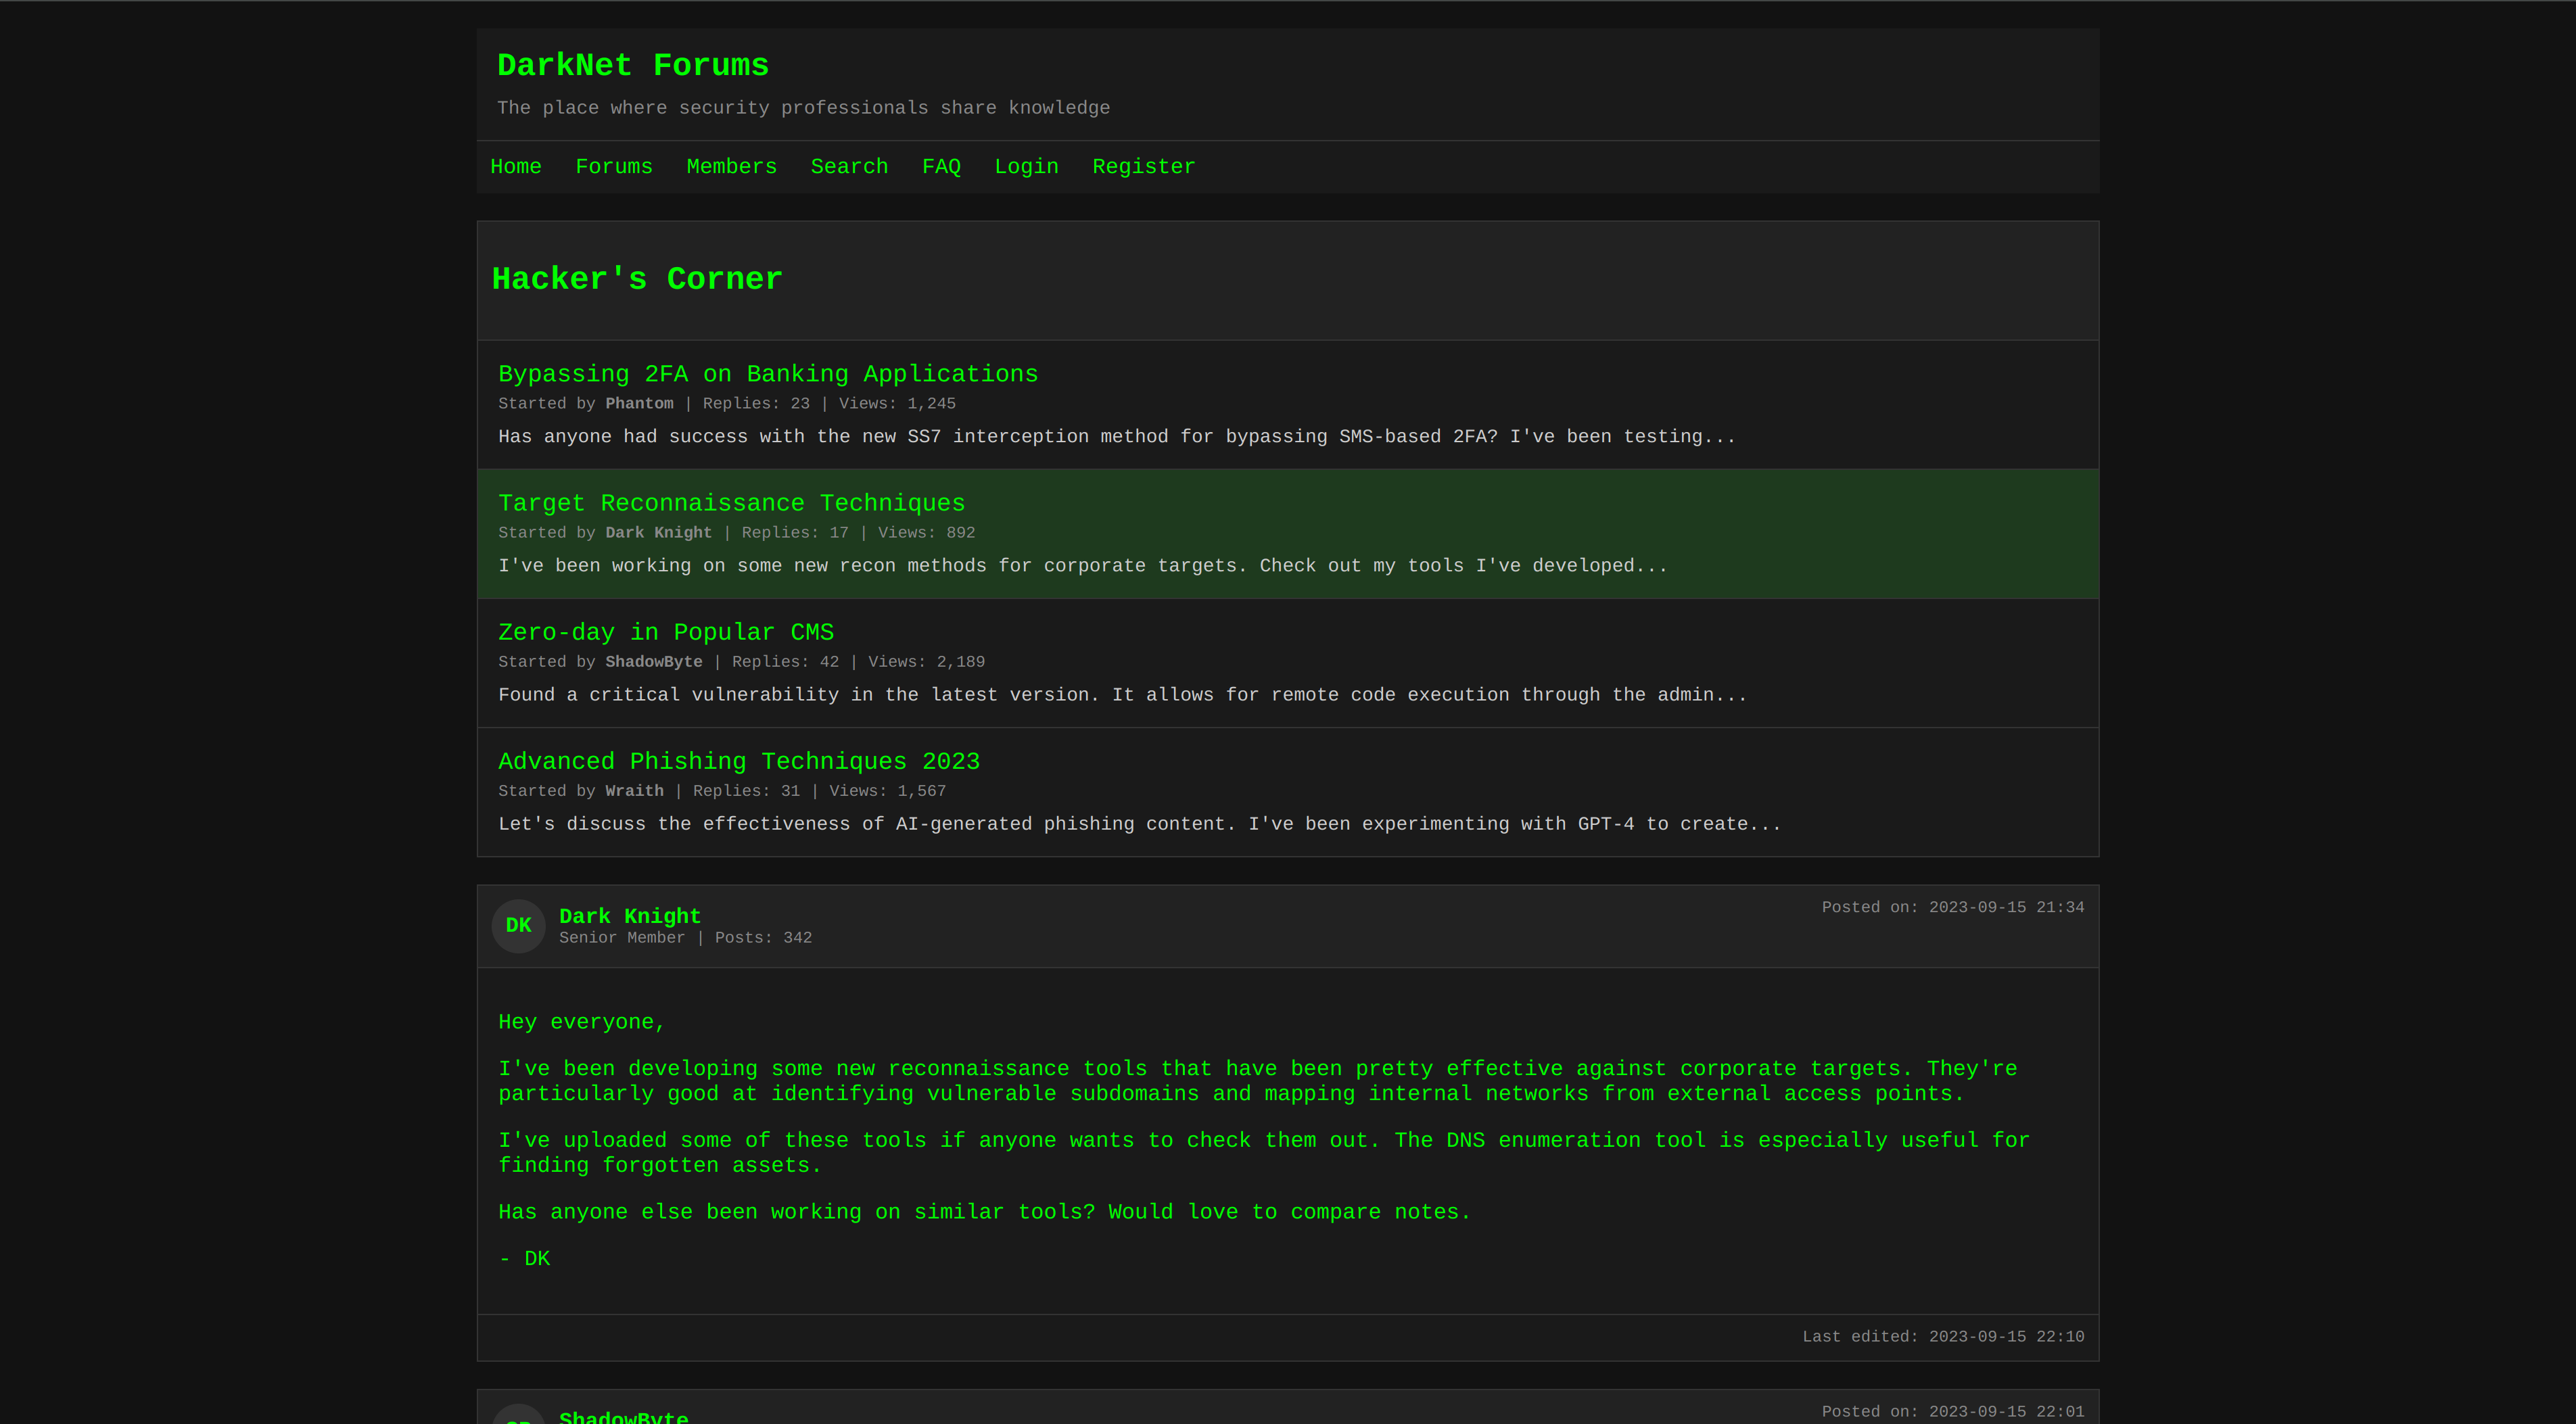 DarkNet Forums
The place where security professionals share knowledge
Home Forums Members Search FAQ Login Register
Hacker's Corner
Bypassing 2FA on Banking Applications
Started by Phantom | Replies: 23 | Views: 1,245
Has anyone had success with the new SS7 interception method for bypassing SMS-based 2FA? I've been testing...
Target Reconnaissance Techniques
Started by Dark Knight | Replies: 17 | Views: 892
I've been working on some new recon methods for corporate targets. Check out my tools I've developed...
Zero-day in Popular CMS
Started by ShadowByte | Replies: 42 | Views: 2,189
Found a critical vulnerability in the latest version. It allows for remote code execution through the admin...
Advanced Phishing Techniques 2023
Started by Wraith | Replies: 31 | Views: 1,567
Let's discuss the effectiveness of AI-generated phishing content. I've been experimenting with GPT-4 to create...
DK
Dark Knight
Senior Member | Posts: 342
Posted on: 2023-09-15 21:34
Hey everyone,
I've been developing some new reconnaissance tools that have been pretty effective against corporate targets. They're
particularly good at identifying vulnerable subdomains and mapping internal networks from external access points.
I've uploaded some of these tools if anyone wants to check them out. The DNS enumeration tool is especially useful for
finding forgotten assets.
Has anyone else been working on similar tools? Would love to compare notes.
- DK
Last edited: 2023-09-15 22:10
ShadowByte
Posted on: 2023-09-15 22:01